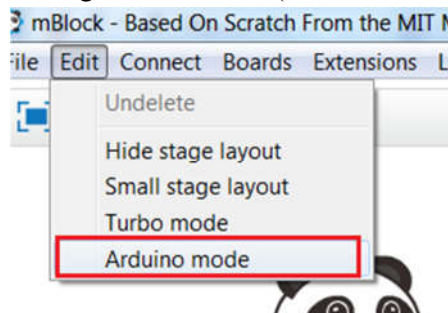 mBlock - Based On Scratch From the MIT
File Edit Connect Boards Extensions
Undelete
Hide stage layout
Small stage layout
Turbo mode
Arduino mode